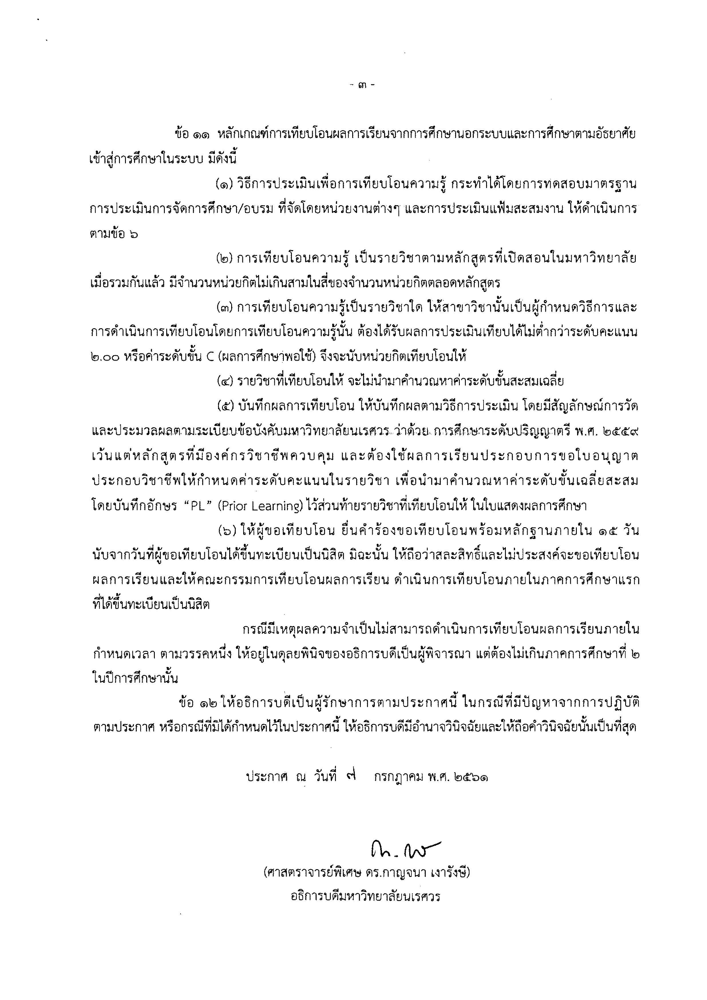 - ๓ -
ข้อ ๑๑ หลักเกณฑ์การเทียบโอนผลการเรียนจากการศึกษานอกระบบและการศึกษาตามอัธยาศัย
เข้าสู่การศึกษาในระบบ มีดังนี้
(๑) วิธีการประเมินเพื่อการเทียบโอนความรู้ กระทำได้โดยการทดสอบมาตรฐาน
การประเมินการจัดการศึกษา/อบรม ที่จัดโดยหน่วยงานต่างๆ และการประเมินแฟ้มสะสมงาน ให้ดำเนินการ
ตามข้อ ๖
(๒) การเทียบโอนความรู้ เป็นรายวิชาตามหลักสูตรที่เปิดสอนในมหาวิทยาลัย
เมื่อรวมกันแล้ว มีจำนวนหน่วยกิตไม่เกินสามในสี่ของจำนวนหน่วยกิตตลอดหลักสูตร
(๓) การเทียบโอนความรู้เป็นรายวิชาใด ให้สาขาวิชานั้นเป็นผู้กำหนดวิธีการและ
การดำเนินการเทียบโอนโดยการเทียบโอนความรู้นั้น ต้องได้รับผลการประเมินเทียบได้ไม่ต่ำกว่าระดับคะแนน
๒.๐๐ หรือค่าระดับขั้น C (ผลการศึกษาพอใช้) จึงจะนับหน่วยกิตเทียบโอนให้
(๔) รายวิชาที่เทียบโอนให้ จะไม่นำมาคำนวณหาค่าระดับขั้นสะสมเฉลี่ย
(๕) บันทึกผลการเทียบโอน ให้บันทึกผลตามวิธีการประเมิน โดยมีสัญลักษณ์การวัด
และประมวลผลตามระเบียบข้อบังคับมหาวิทยาลัยนเรศวร ว่าด้วย การศึกษาระดับปริญญาตรี พ.ศ. ๒๕๕๙
เว้นแต่หลักสูตรที่มีองค์กรวิชาชีพควบคุม และต้องใช้ผลการเรียนประกอบการขอใบอนุญาต
ประกอบวิชาชีพให้กำหนดค่าระดับคะแนนในรายวิชา เพื่อนำมาคำนวณหาค่าระดับขั้นเฉลี่ยสะสม
โดยบันทึกอักษร “PL” (Prior Learning) ไว้ส่วนท้ายรายวิชาที่เทียบโอนให้ ในใบแสดงผลการศึกษา
(๖) ให้ผู้ขอเทียบโอน ยื่นคำร้องขอเทียบโอนพร้อมหลักฐานภายใน ๑๕ วัน
นับจากวันที่ผู้ขอเทียบโอนได้ขึ้นทะเบียนเป็นนิสิต มิฉะนั้น ให้ถือว่าสละสิทธิ์และไม่ประสงค์จะขอเทียบโอน
ผลการเรียนและให้คณะกรรมการเทียบโอนผลการเรียน ดำเนินการเทียบโอนภายในภาคการศึกษาแรก
ที่ได้ขึ้นทะเบียนเป็นนิสิต
กรณีมีเหตุผลความจำเป็นไม่สามารถดำเนินการเทียบโอนผลการเรียนภายใน
กำหนดเวลา ตามวรรคหนึ่ง ให้อยู่ในดุลยพินิจของอธิการบดีเป็นผู้พิจารณา แต่ต้องไม่เกินภาคการศึกษาที่ ๒
ในปีการศึกษานั้น
ข้อ ๑๒ ให้อธิการบดีเป็นผู้รักษาการตามประกาศนี้ ในกรณีที่มีปัญหาจากการปฏิบัติ
ตามประกาศ หรือกรณีที่มิได้กำหนดไว้ในประกาศนี้ ให้อธิการบดีมีอำนาจวินิจฉัยและให้ถือคำวินิจฉัยนั้นเป็นที่สุด
ประกาศ ณ วันที่ ๗ กรกฎาคม พ.ศ. ๒๕๖๑
(ศาสตราจารย์พิเศษ ดร.กาญจนา เงารังษี)
อธิการบดีมหาวิทยาลัยนเรศวร